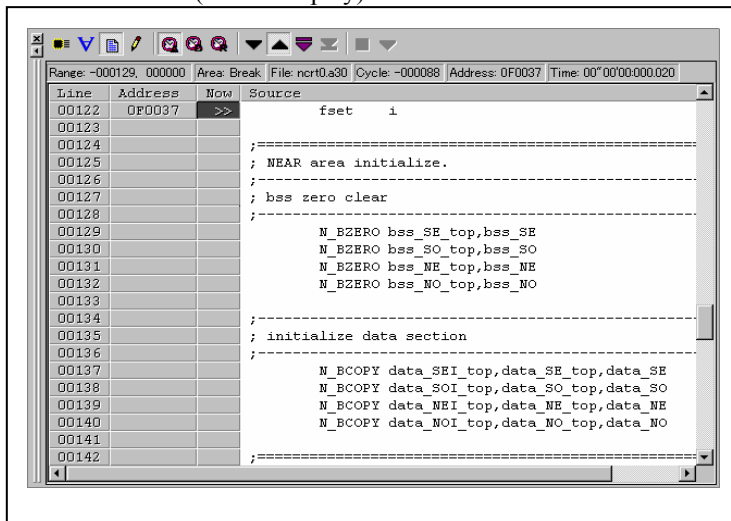 Range: -000129, 000000 Area: Break File: ncrt0.a30 Cycle: -000088 Address: 0F0037 Time: 00"00'00:000.020
Line Address Now Source
00122 0F0037 >> fset i
00123
00124 ;========================================================
00125 ; NEAR area initialize.
00126 ;--------------------------------------------------------
00127 ; bss zero clear
00128 ;--------------------------------------------------------
00129 N_BZERO bss_SE_top,bss_SE
00130 N_BZERO bss_SO_top,bss_SO
00131 N_BZERO bss_NE_top,bss_NE
00132 N_BZERO bss_NO_top,bss_NO
00133
00134 ;--------------------------------------------------------
00135 ; initialize data section
00136 ;--------------------------------------------------------
00137 N_BCOPY data_SEI_top,data_SE_top,data_SE
00138 N_BCOPY data_SOI_top,data_SO_top,data_SO
00139 N_BCOPY data_NEI_top,data_NE_top,data_NE
00140 N_BCOPY data_NOI_top,data_NO_top,data_NO
00141
00142 ;========================================================